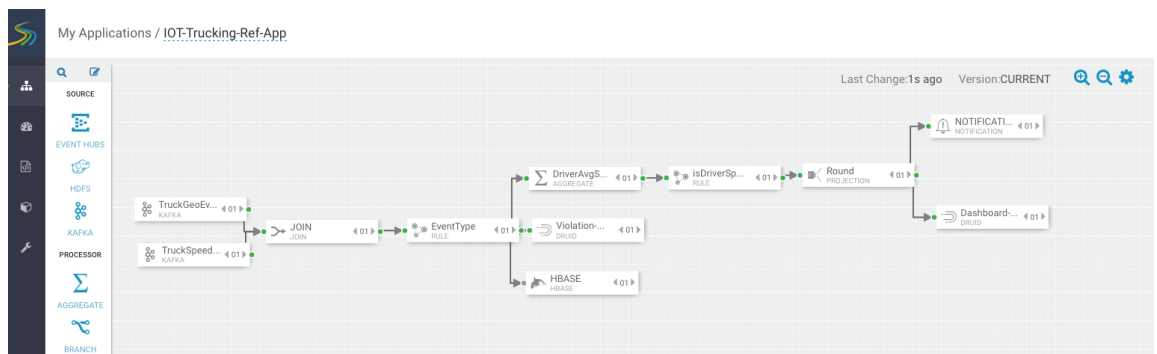 My Applications / IOT-Trucking-Ref-App
Last Change:1s ago Version:CURRENT
SOURCE
EVENT HUBS
HDFS
KAFKA
PROCESSOR
AGGREGATE
BRANCH
TruckGeoEv... 01
KAFKA
TruckSpeed... 01
KAFKA
JOIN 01
JOIN
EventType 01
RULE
DriverAvgS... 01
AGGREGATE
isDriverSp... 01
RULE
Round 01
PROJECTION
NOTIFICATI... 01
NOTIFICATION
Dashboard-... 01
DRUID
Violation-... 01
DRUID
HBASE 01
HBASE